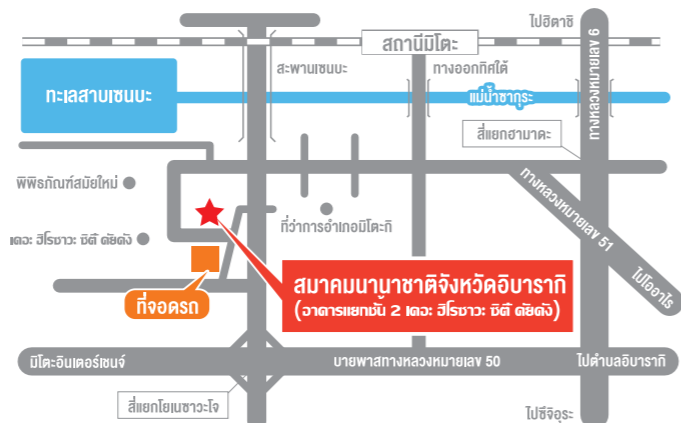 ไปฮิตาชิ
สถานีมิโตะ
ทางหลวงหมายเลข 6
สะพานเซนบะ
ทางออกทิศใต้
ทะเลสาบเซนบะ
แม่น้ำซากุระ
สี่แยกฮามาดะ
พิพิธภัณฑ์สมัยใหม่
ทางหลวงหมายเลข 51
เดอะ ฮิโรซาวะ ซิตี้ คัยคัง
ที่ว่าการอำเภอมิโตะกิ
ไปโออาไร
สมาคมนานาชาติจังหวัดอิบารากิ
(อาคารแยกชั้น 2 เดอะ ฮิโรซาวะ ซิตี้ คัยคัง)
ที่จอดรถ
มิโตะอินเตอร์เชนจ์
บายพาสทางหลวงหมายเลข 50
ไปตำบลอิบารากิ
สี่แยกโยเนซาวะโจ
ไปซึจิอุระ